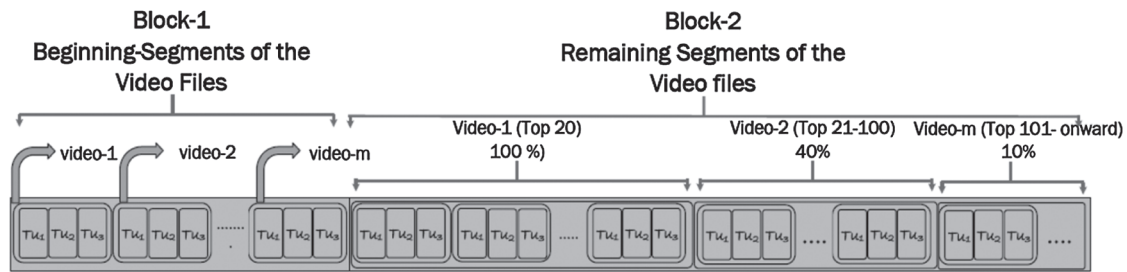 Block-1
Beginning-Segments of the
Video Files
Block-2
Remaining Segments of the
Video files
video-1
video-2
video-m
Video-1 (Top 20)
100 %)
Video-2 (Top 21-100)
40%
Video-m (Top 101- onward)
10%
Tu1 Tu2 Tu3 Tu1 Tu2 Tu3 ........ Tu1 Tu2 Tu3 Tu1 Tu2 Tu3 Tu1 Tu2 Tu3 ..... Tu1 Tu2 Tu3 Tu1 Tu2 Tu3 .... Tu1 Tu2 Tu3 Tu1 Tu2 Tu3 ....